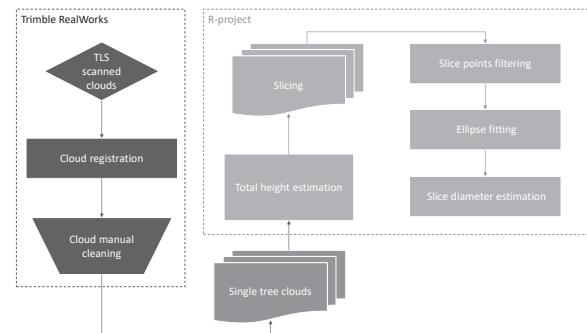 Trimble RealWorks
TLS
scanned
clouds
Cloud registration
Cloud manual
cleaning
R-project
Slicing
Total height estimation
Single tree clouds
Slice points filtering
Ellipse fitting
Slice diameter estimation